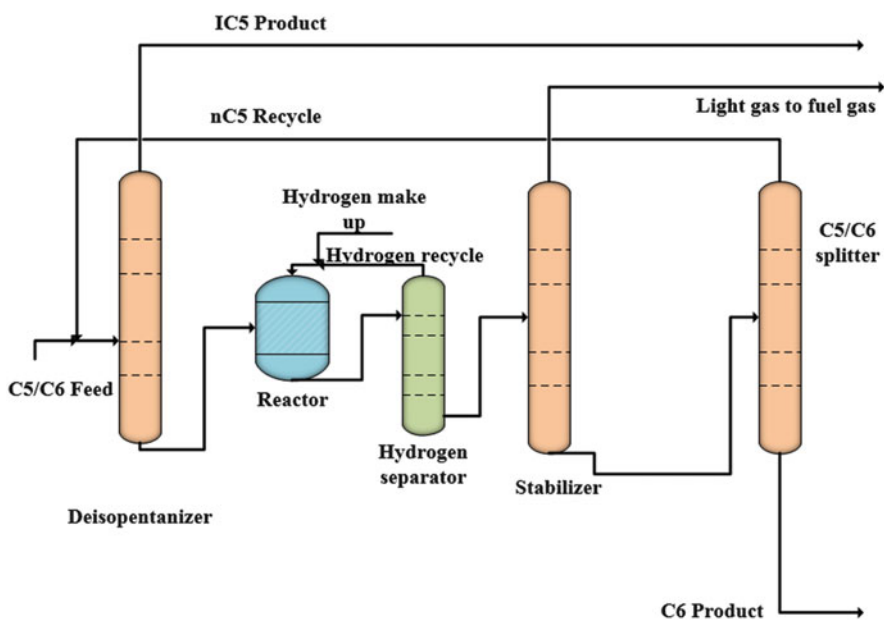 IC5 Product
Light gas to fuel gas
nC5 Recycle
Hydrogen make
up
Hydrogen recycle
C5/C6
splitter
C5/C6 Feed
Reactor
Hydrogen
separator
Stabilizer
Deisopentanizer
C6 Product